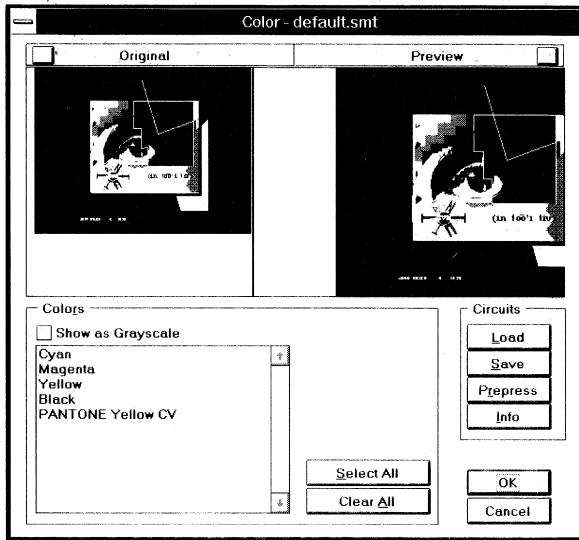 Color - default.smt
Original
Preview
Colors
Show as Grayscale
Cyan
Magenta
Yellow
Black
PANTONE Yellow CV
Select All
Clear All
Circuits
Load
Save
Prepress
Info
OK
Cancel